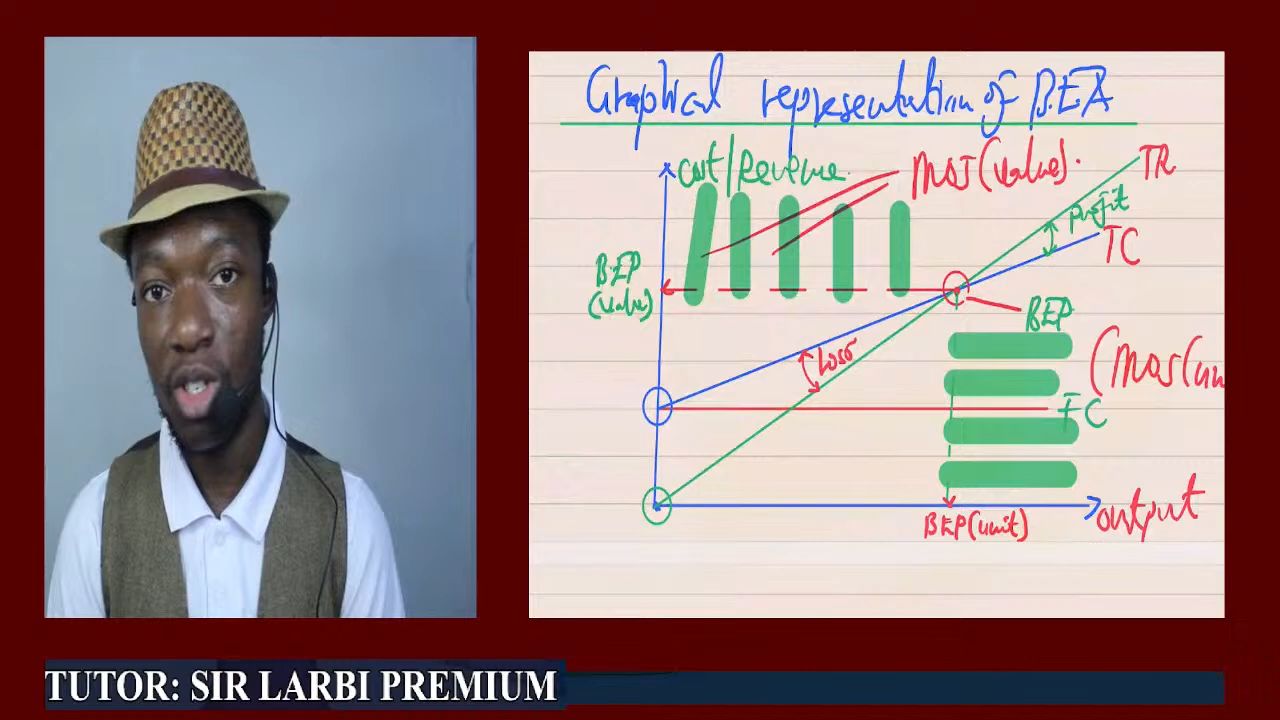 Graphical representation of BEA
cost/Revenue
MOS (value).
TR
profit
TC
BEP
(value)
BEP
Loss
(MOS(un
FC
output
BEP(unit)
TUTOR: SIR LARBI PREMIUM